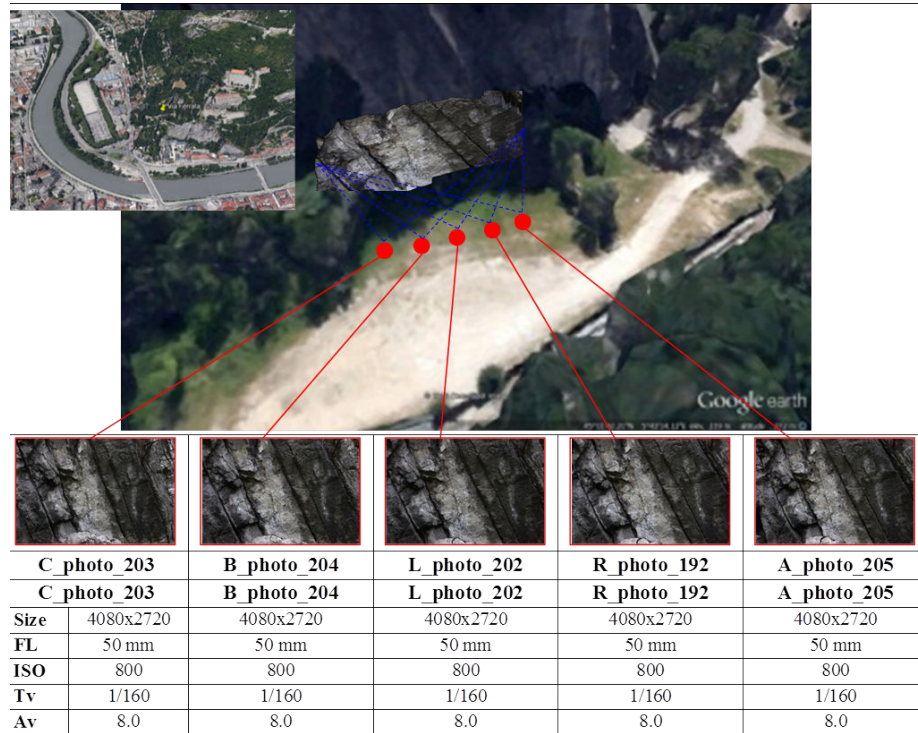 Via Ferrata
Google earth
C_photo_203 B_photo_204 L_photo_202 R_photo_192 A_photo_205
C_photo_203 B_photo_204 L_photo_202 R_photo_192 A_photo_205
Size 4080x2720 4080x2720 4080x2720 4080x2720 4080x2720
FL 50 mm 50 mm 50 mm 50 mm 50 mm
ISO 800 800 800 800 800
Tv 1/160 1/160 1/160 1/160 1/160
Av 8.0 8.0 8.0 8.0 8.0